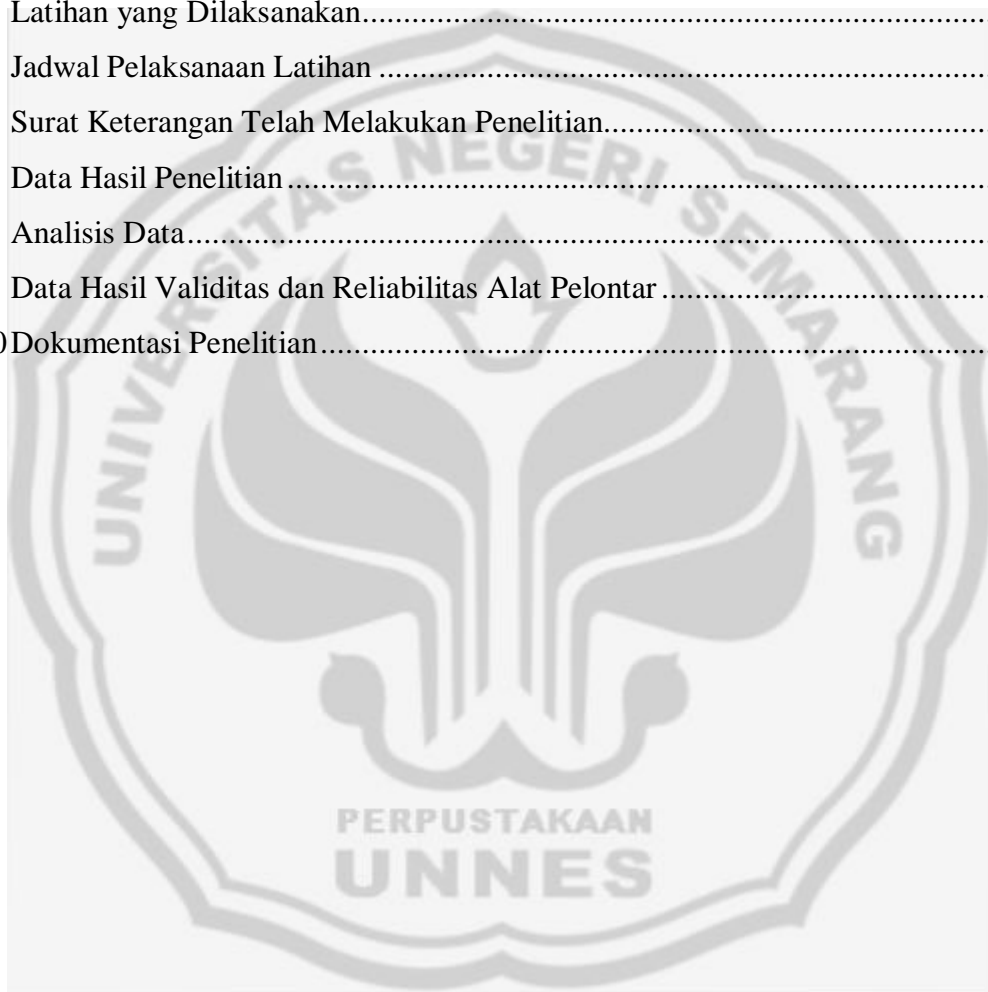 Latihan yang Dilaksanakan................................................................................
Jadwal Pelaksanaan Latihan ................................................................................
Surat Keterangan Telah Melakukan Penelitian..................................................
Data Hasil Penelitian................................................................................
Analisis Data................................................................................
Data Hasil Validitas dan Reliabilitas Alat Pelontar ..........................................
0 Dokumentasi Penelitian................................................................................
UNIVERSITAS NEGERI SEMARANG
PERPUSTAKAAN
UNNES